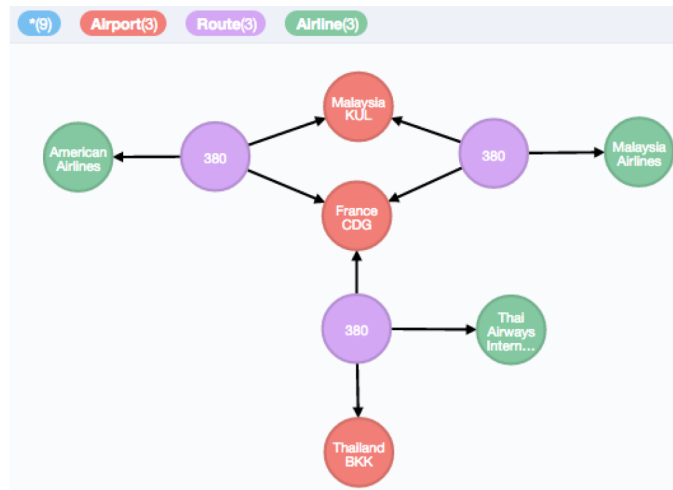 *(9) Airport(3) Route(3) Airline(3)
Malaysia
KUL
American
Airlines
380
380
Malaysia
Airlines
France
CDG
380
Thai
Airways
Intern...
Thailand
BKK